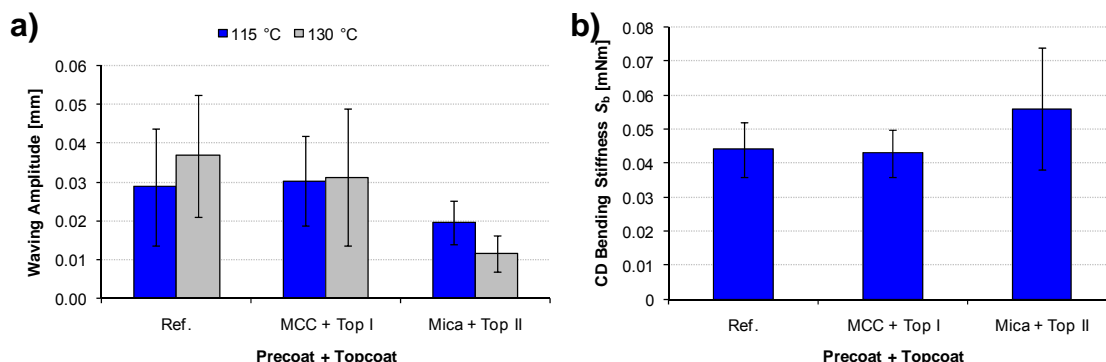 a)
115 °C 130 °C
Waving Amplitude [mm]
0.06
0.05
0.04
0.03
0.02
0.01
0.00
Ref. MCC + Top I Mica + Top II
Precoat + Topcoat
b)
CD Bending Stiffness Sb [mNm]
0.08
0.07
0.06
0.05
0.04
0.03
0.02
0.01
0
Ref. MCC + Top I Mica + Top II
Precoat + Topcoat